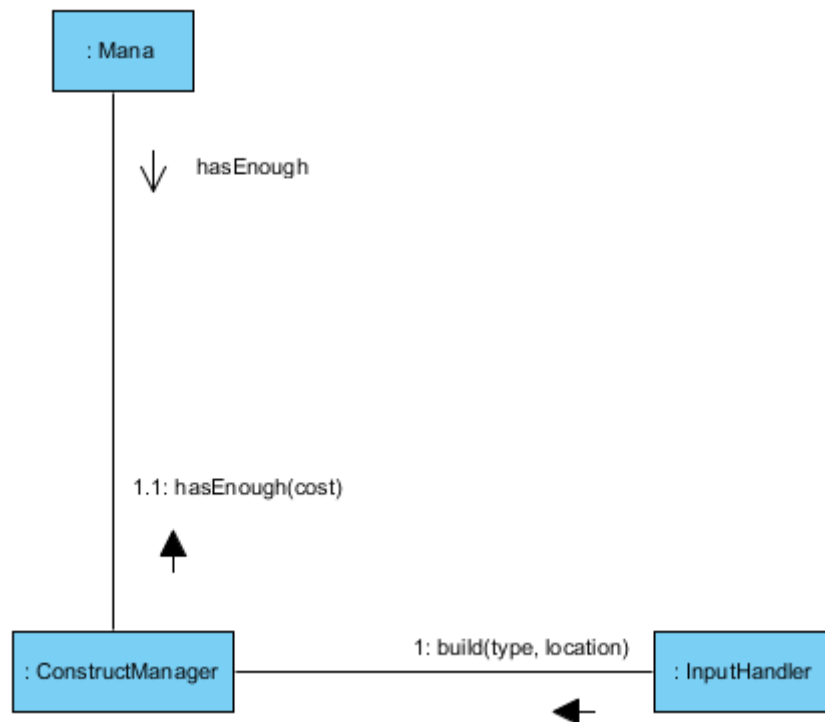 : Mana
hasEnough
1.1: hasEnough(cost)
1: build(type, location)
: ConstructManager
: InputHandler